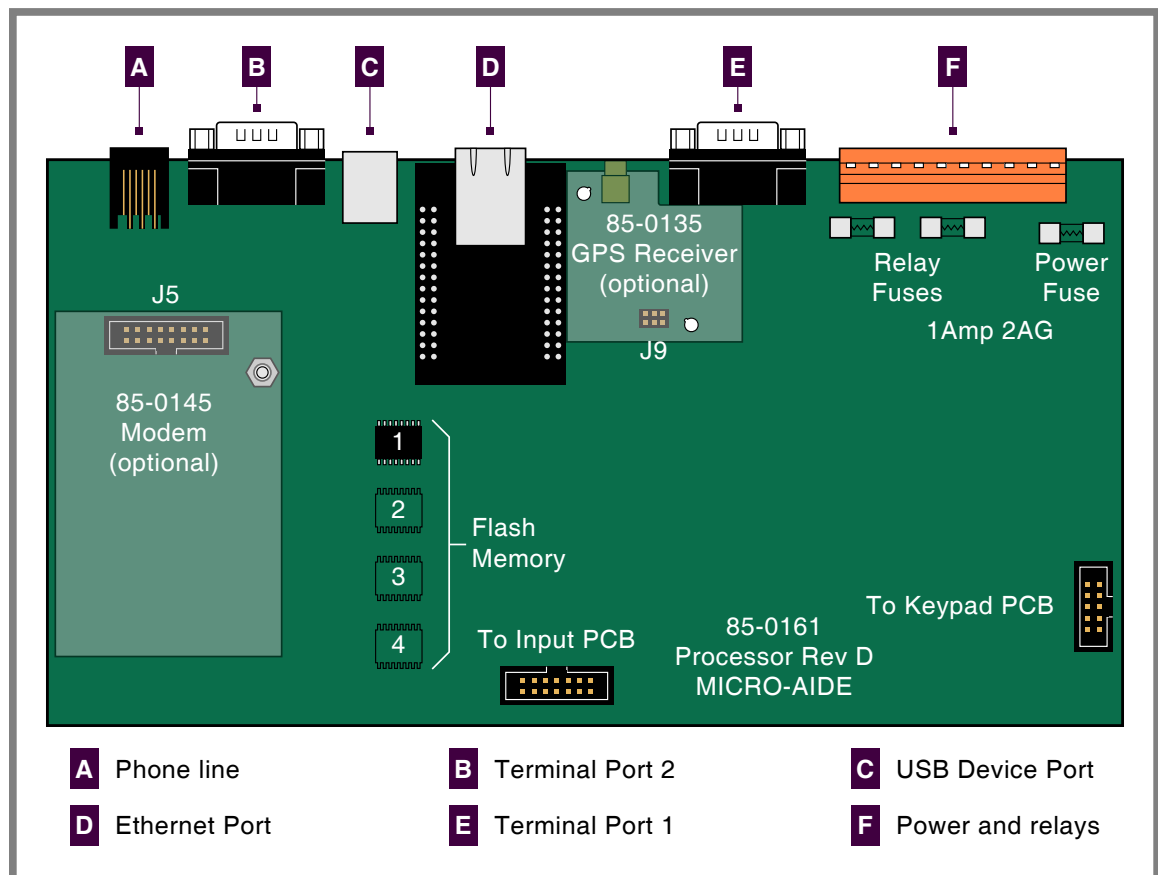 A
B
C
D
E
F
85-0135
GPS Receiver
(optional)
J9
Relay
Fuses
Power
Fuse
1Amp 2AG
J5
85-0145
Modem
(optional)
1
2
3
4
Flash
Memory
To Input PCB
85-0161
Processor Rev D
MICRO-AIDE
To Keypad PCB
A Phone line
B Terminal Port 2
C USB Device Port
D Ethernet Port
E Terminal Port 1
F Power and relays